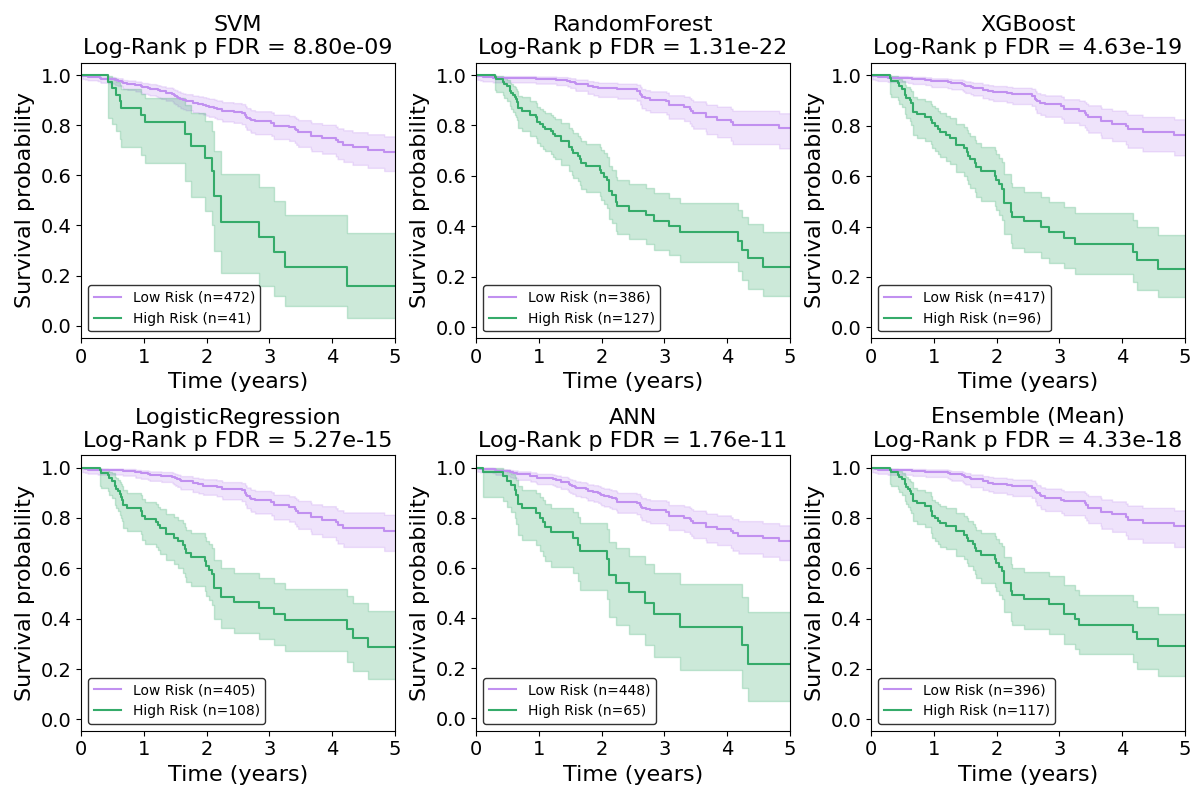 SVM
Log-Rank p FDR = 8.80e-09
Survival probability
1.0
0.8
0.6
0.4
0.2
0.0
Low Risk (n=472)
High Risk (n=41)
0 1 2 3 4 5
Time (years)
RandomForest
Log-Rank p FDR = 1.31e-22
Survival probability
1.0
0.8
0.6
0.4
0.2
0.0
Low Risk (n=386)
High Risk (n=127)
0 1 2 3 4 5
Time (years)
XGBoost
Log-Rank p FDR = 4.63e-19
Survival probability
1.0
0.8
0.6
0.4
0.2
0.0
Low Risk (n=417)
High Risk (n=96)
0 1 2 3 4 5
Time (years)
LogisticRegression
Log-Rank p FDR = 5.27e-15
Survival probability
1.0
0.8
0.6
0.4
0.2
0.0
Low Risk (n=405)
High Risk (n=108)
0 1 2 3 4 5
Time (years)
ANN
Log-Rank p FDR = 1.76e-11
Survival probability
1.0
0.8
0.6
0.4
0.2
0.0
Low Risk (n=448)
High Risk (n=65)
0 1 2 3 4 5
Time (years)
Ensemble (Mean)
Log-Rank p FDR = 4.33e-18
Survival probability
1.0
0.8
0.6
0.4
0.2
0.0
Low Risk (n=396)
High Risk (n=117)
0 1 2 3 4 5
Time (years)